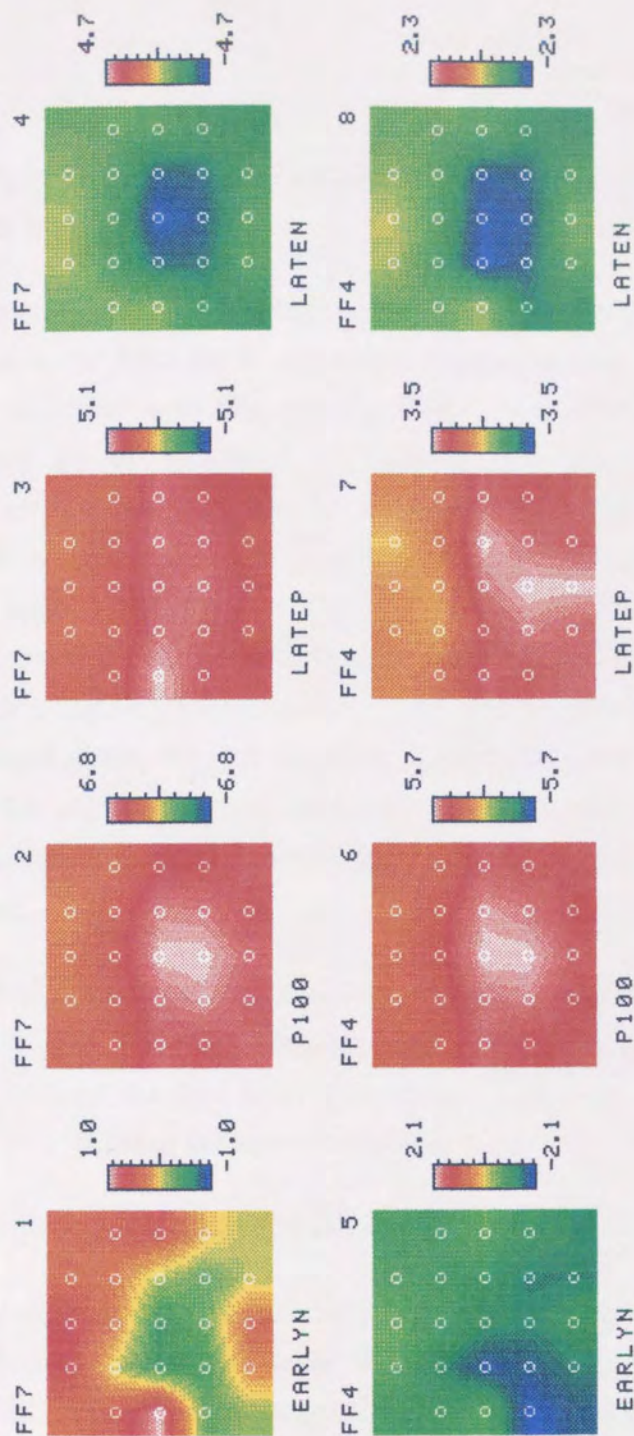 FF7 1
1.0
-1.0
EARLYN
FF7 2
6.8
-6.8
P100
FF7 3
5.1
-5.1
LATEP
FF7 4
4.7
-4.7
LATEN
FF4 5
2.1
-2.1
EARLYN
FF4 6
5.7
-5.7
P100
FF4 7
3.5
-3.5
LATEP
FF4 8
2.3
-2.3
LATEN